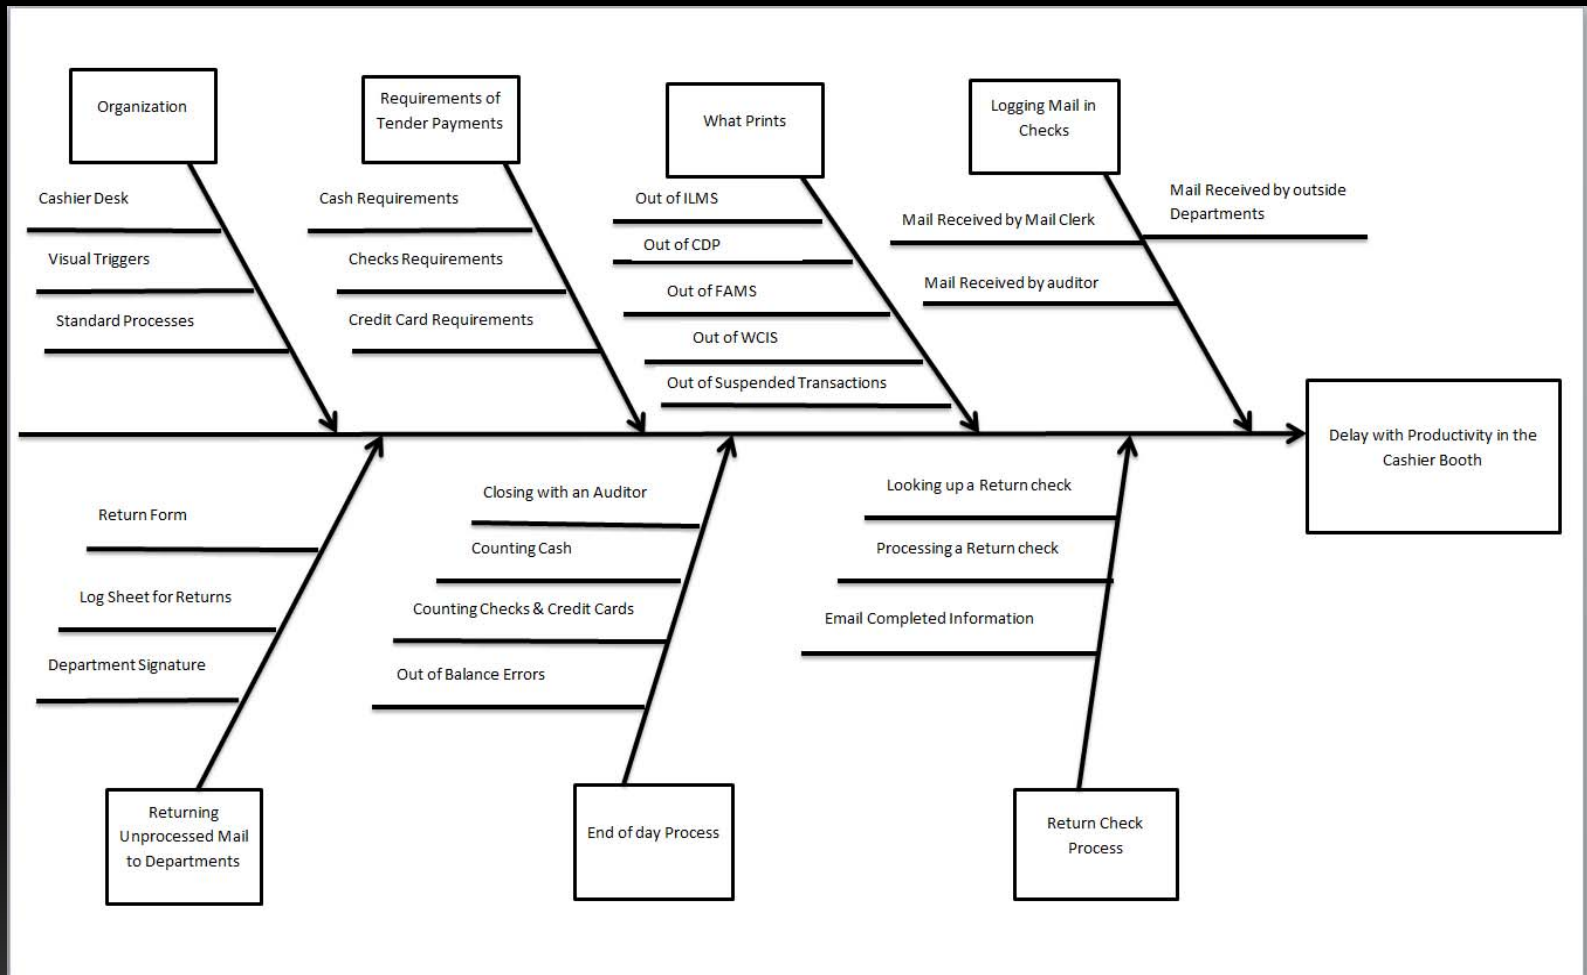 Organization
Requirements of
Tender Payments
What Prints
Logging Mail in
Checks
Cashier Desk
Visual Triggers
Standard Processes
Cash Requirements
Checks Requirements
Credit Card Requirements
Out of ILMS
Out of CDP
Out of FAMS
Out of WCIS
Out of Suspended Transactions
Mail Received by Mail Clerk
Mail Received by auditor
Mail Received by outside
Departments
Delay with Productivity in the
Cashier Booth
Return Form
Log Sheet for Returns
Department Signature
Closing with an Auditor
Counting Cash
Counting Checks & Credit Cards
Out of Balance Errors
Looking up a Return check
Processing a Return check
Email Completed Information
Returning
Unprocessed Mail
to Departments
End of day Process
Return Check
Process